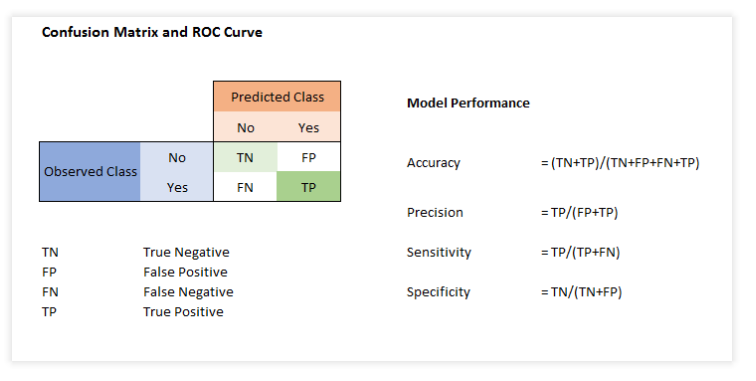 Confusion Matrix and ROC Curve
Predicted Class
No Yes
Observed Class
No TN FP
Yes FN TP
TN True Negative
FP False Positive
FN False Negative
TP True Positive
Model Performance
Accuracy = (TN+TP)/(TN+FP+FN+TP)
Precision = TP/(FP+TP)
Sensitivity = TP/(TP+FN)
Specificity = TN/(TN+FP)